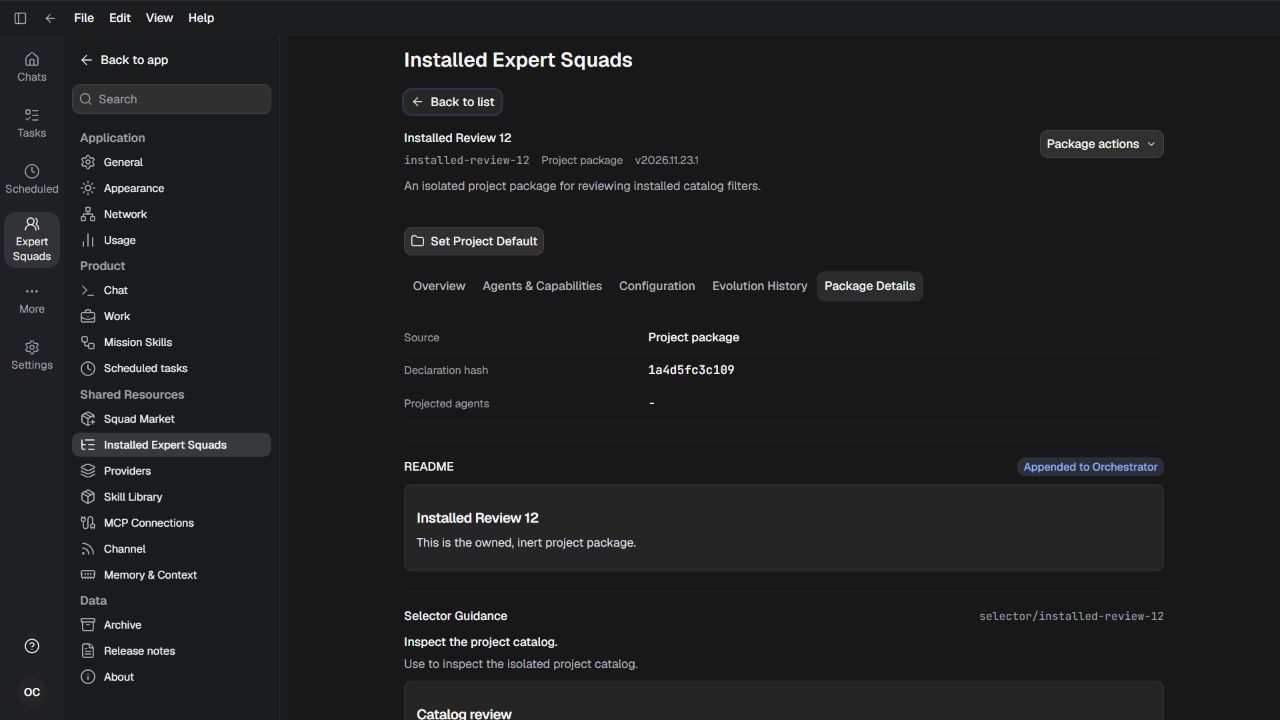 File Edit View Help
Chats
Tasks
Scheduled
Expert
Squads
More
Settings
OC
Back to app
Search
Application
General
Appearance
Network
Usage
Product
Chat
Work
Mission Skills
Scheduled tasks
Shared Resources
Squad Market
Installed Expert Squads
Providers
Skill Library
MCP Connections
Channel
Memory & Context
Data
Archive
Release notes
About
Installed Expert Squads
Back to list
Installed Review 12
Package actions
installed-review-12 Project package v2026.11.23.1
An isolated project package for reviewing installed catalog filters.
Set Project Default
Overview Agents & Capabilities Configuration Evolution History Package Details
Source Project package
Declaration hash 1a4d5fc3c109
Projected agents -
README Appended to Orchestrator
Installed Review 12
This is the owned, inert project package.
Selector Guidance selector/installed-review-12
Inspect the project catalog.
Use to inspect the isolated project catalog.
Catalog review